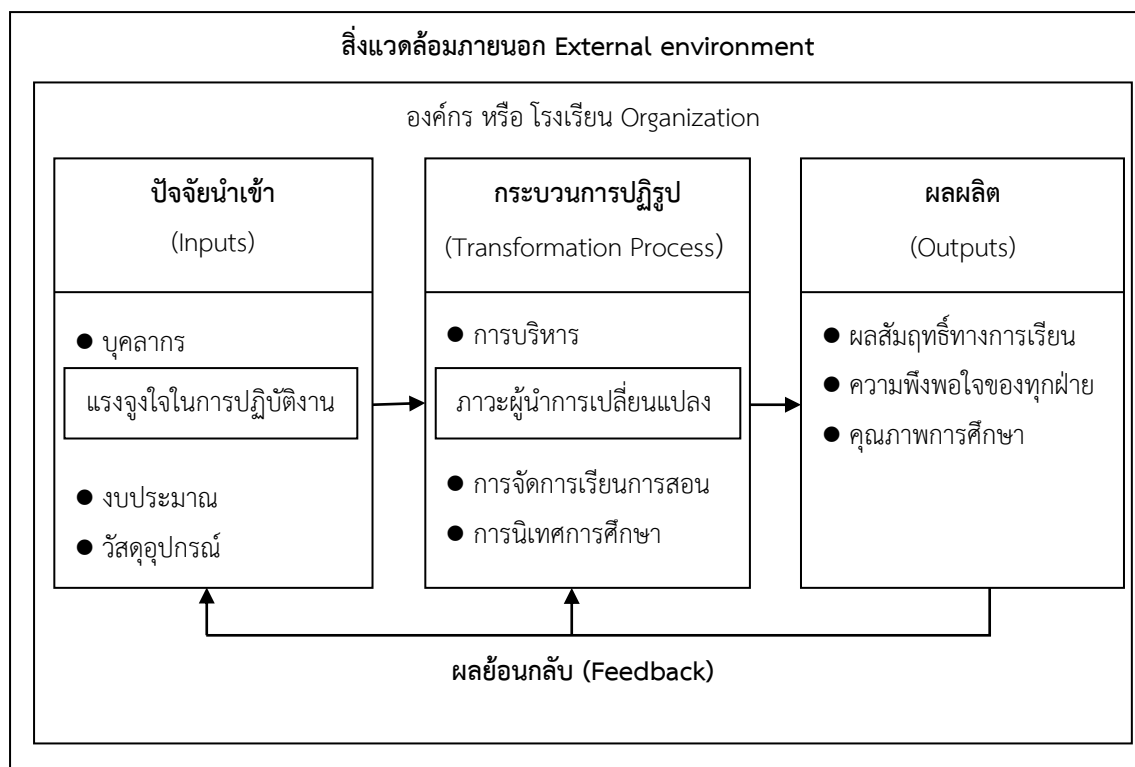 สิ่งแวดล้อมภายนอก External environment
องค์กร หรือ โรงเรียน Organization
ปัจจัยนำเข้า
(Inputs)
กระบวนการปฏิรูป
(Transformation Process)
ผลผลิต
(Outputs)
● บุคลากร
แรงจูงใจในการปฏิบัติงาน
● งบประมาณ
● วัสดุอุปกรณ์
● การบริหาร
ภาวะผู้นำการเปลี่ยนแปลง
● การจัดการเรียนการสอน
● การนิเทศการศึกษา
● ผลสัมฤทธิ์ทางการเรียน
● ความพึงพอใจของทุกฝ่าย
● คุณภาพการศึกษา
ผลย้อนกลับ (Feedback)